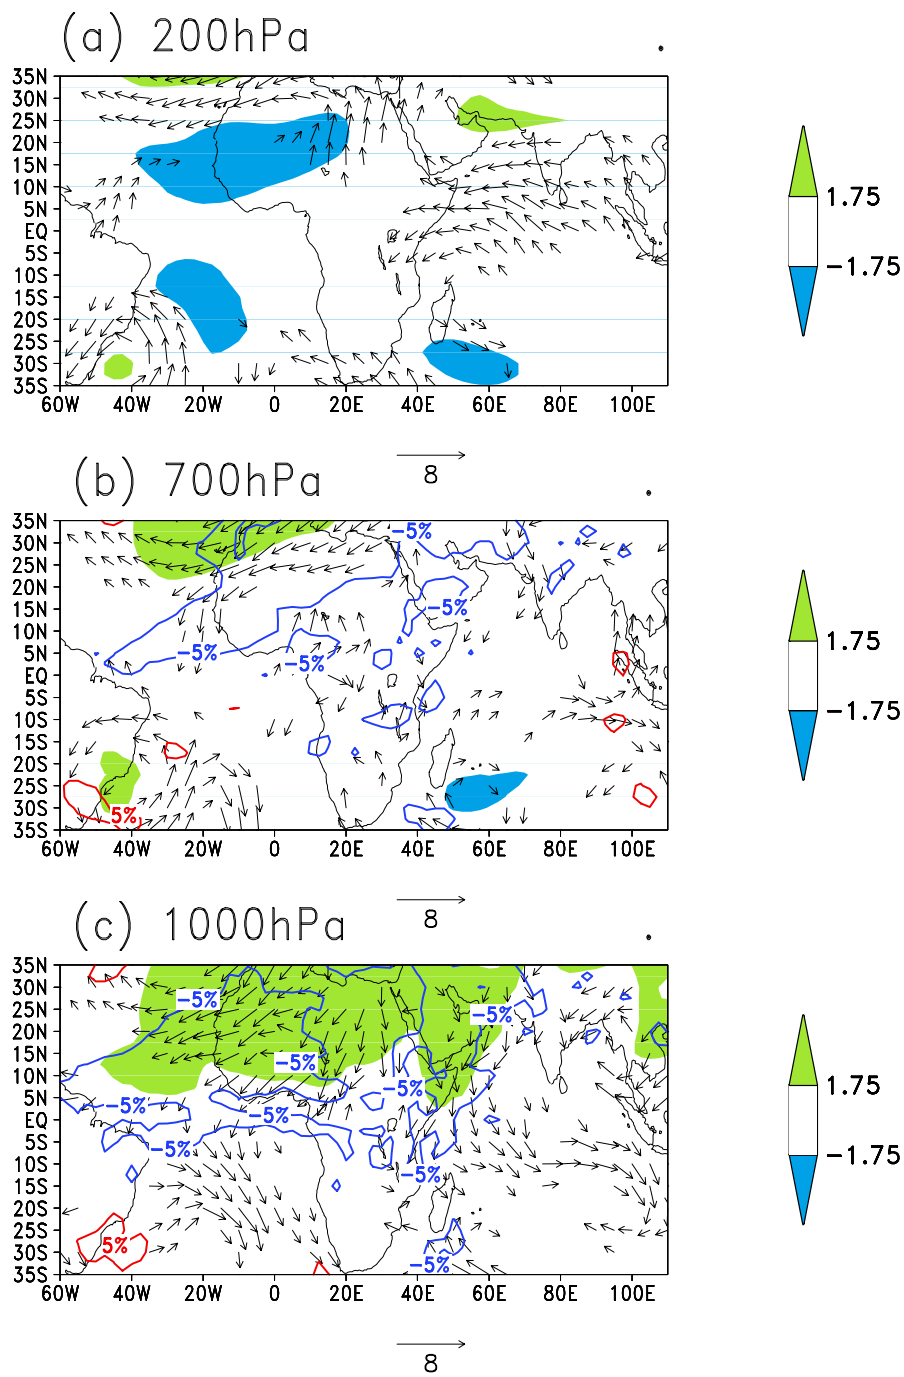 (a) 200hPa
35N
30N
25N
20N
15N
10N
5N
EQ
5S
10S
15S
20S
25S
30S
35S
60W 40W 20W 0 20E 40E 60E 80E 100E
1.75
-1.75
8
(b) 700hPa
35N
30N
25N
20N
15N
10N
5N
EQ
5S
10S
15S
20S
25S
30S
35S
-5%
-5%
-5%
-5%
5%
60W 40W 20W 0 20E 40E 60E 80E 100E
1.75
-1.75
8
(c) 1000hPa
35N
30N
25N
20N
15N
10N
5N
EQ
5S
10S
15S
20S
25S
30S
35S
-5%
-5%
-5%
-5%
-5%
-5%
-5%
-5%
5%
-5%
60W 40W 20W 0 20E 40E 60E 80E 100E
1.75
-1.75
8